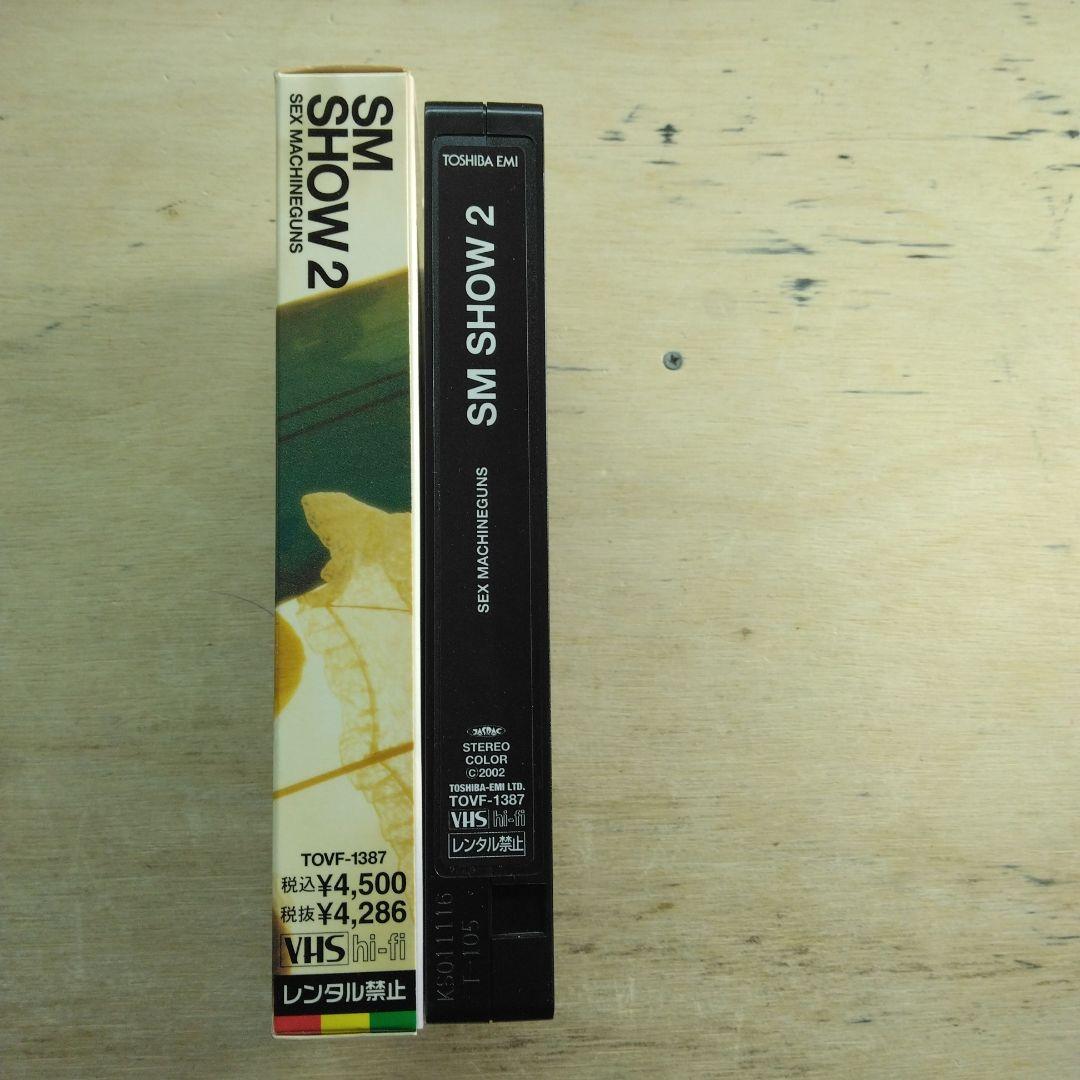 SM
SHOW 2
SEX MACHINEGUNS
TOVF-1387
税込¥4,500
税抜¥4,286
VHS hi-fi
レンタル禁止
TOSHIBA EMI
SM SHOW 2
SEX MACHINEGUNS
JASRAC
STEREO
COLOR
Ⓒ2002
TOSHIBA-EMI LTD.
TOVF-1387
VHS hi-fi
レンタル禁止
KS011116
T-105